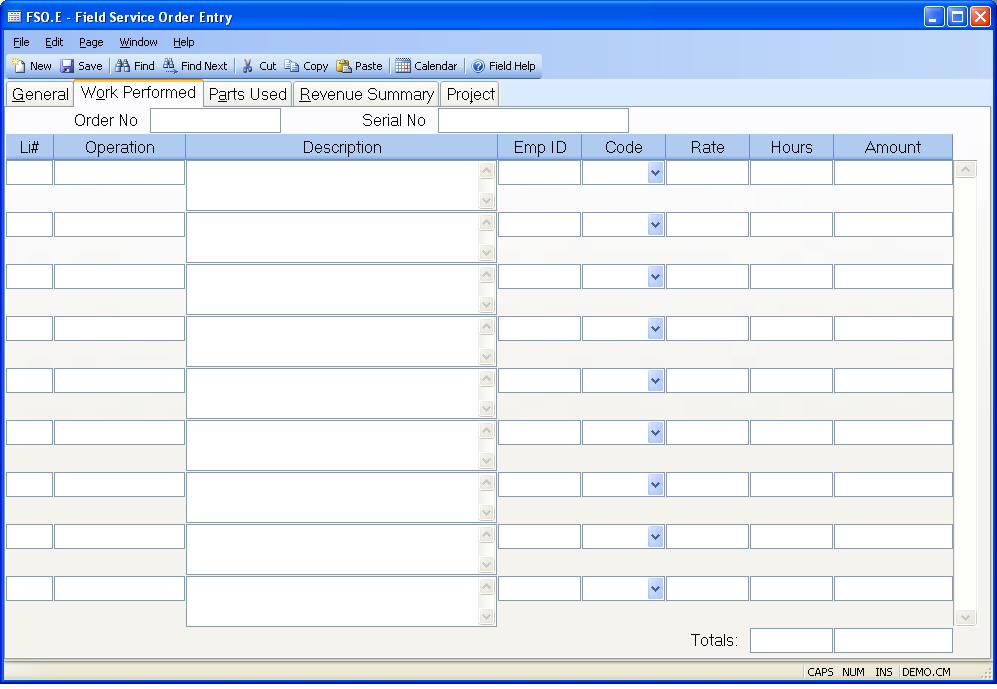 FSO.E - Field Service Order Entry
File Edit Page Window Help
New Save Find Find Next Cut Copy Paste Calendar Field Help
General Work Performed Parts Used Revenue Summary Project
Order No Serial No
Li# Operation Description Emp ID Code Rate Hours Amount
Totals:
CAPS NUM INS DEMO.CM